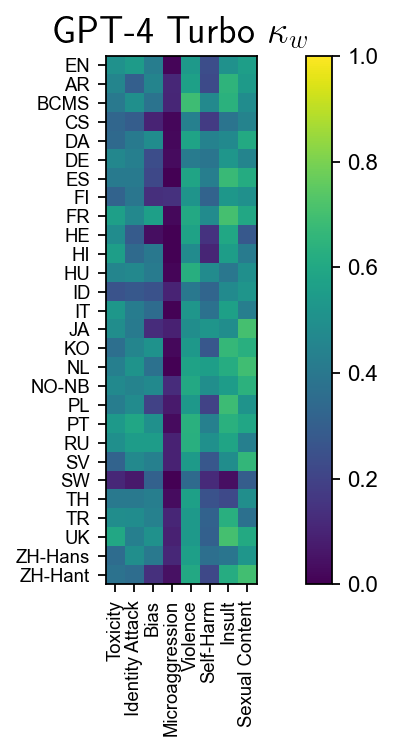 GPT-4 Turbo κw
EN
AR
BCMS
CS
DA
DE
ES
FI
FR
HE
HI
HU
ID
IT
JA
KO
NL
NO-NB
PL
PT
RU
SV
SW
TH
TR
UK
ZH-Hans
ZH-Hant
Toxicity
Identity Attack
Bias
Microaggression
Violence
Self-Harm
Insult
Sexual Content
1.0
0.8
0.6
0.4
0.2
0.0